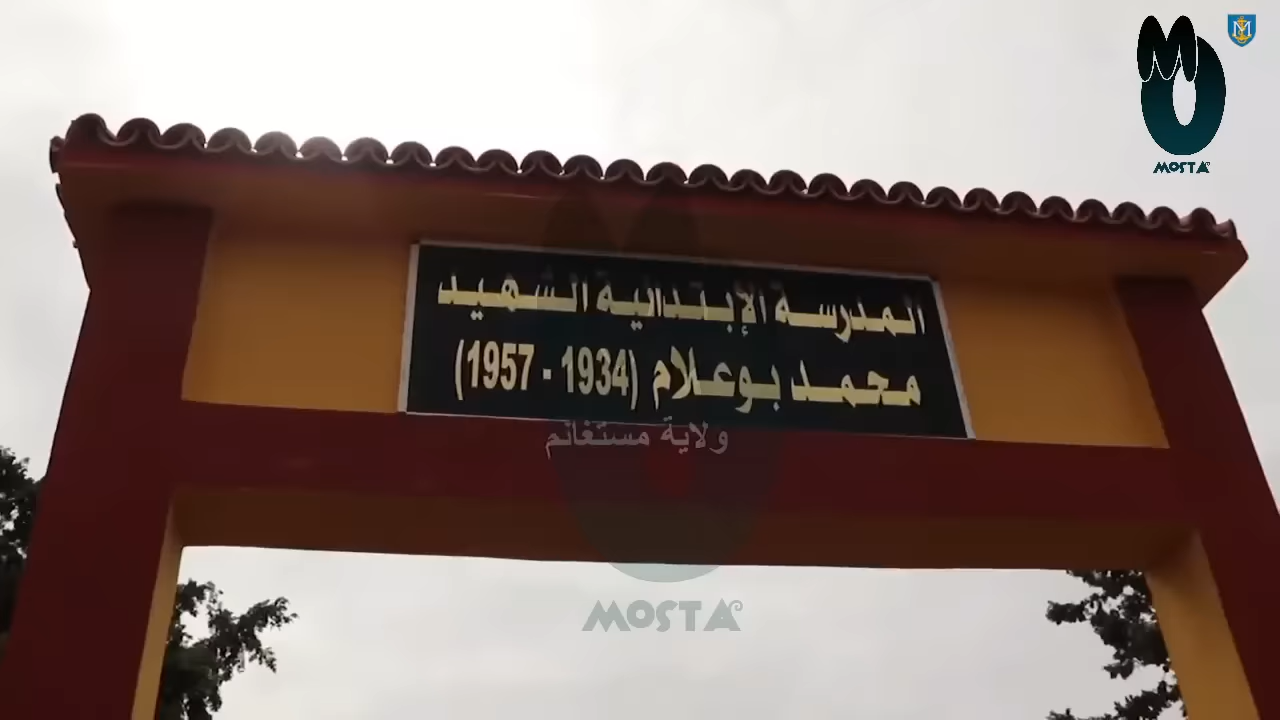 المدرسة الإبتدائية الشهيد
محمد بوعلام (1934 - 1957)
ولاية مستغانم
MOSTA
MOSTA